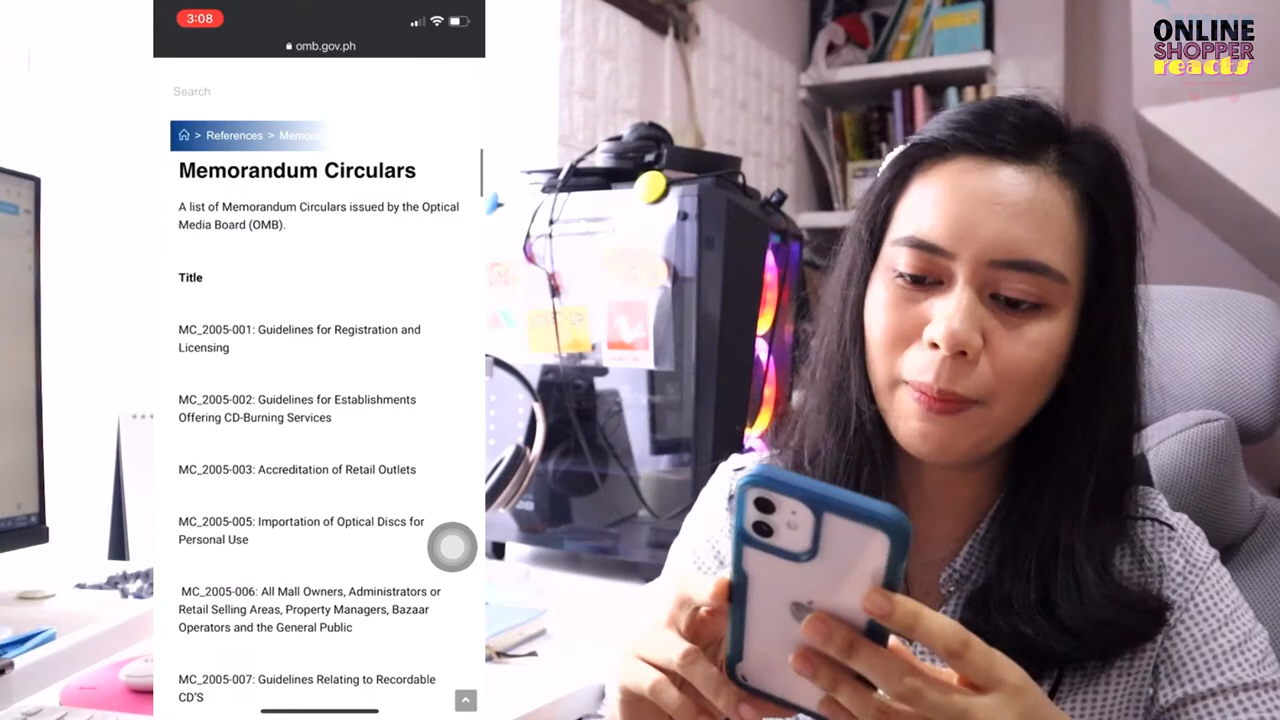 3:08
omb.gov.ph
Search
> References > Memora
Memorandum Circulars
A list of Memorandum Circulars issued by the Optical
Media Board (OMB).
Title
MC_2005-001: Guidelines for Registration and
Licensing
MC_2005-002: Guidelines for Establishments
Offering CD-Burning Services
MC_2005-003: Accreditation of Retail Outlets
MC_2005-005: Importation of Optical Discs for
Personal Use
MC_2005-006: All Mall Owners, Administrators or
Retail Selling Areas, Property Managers, Bazaar
Operators and the General Public
MC_2005-007: Guidelines Relating to Recordable
CD'S
ONLINE
SHOPPER
reacts